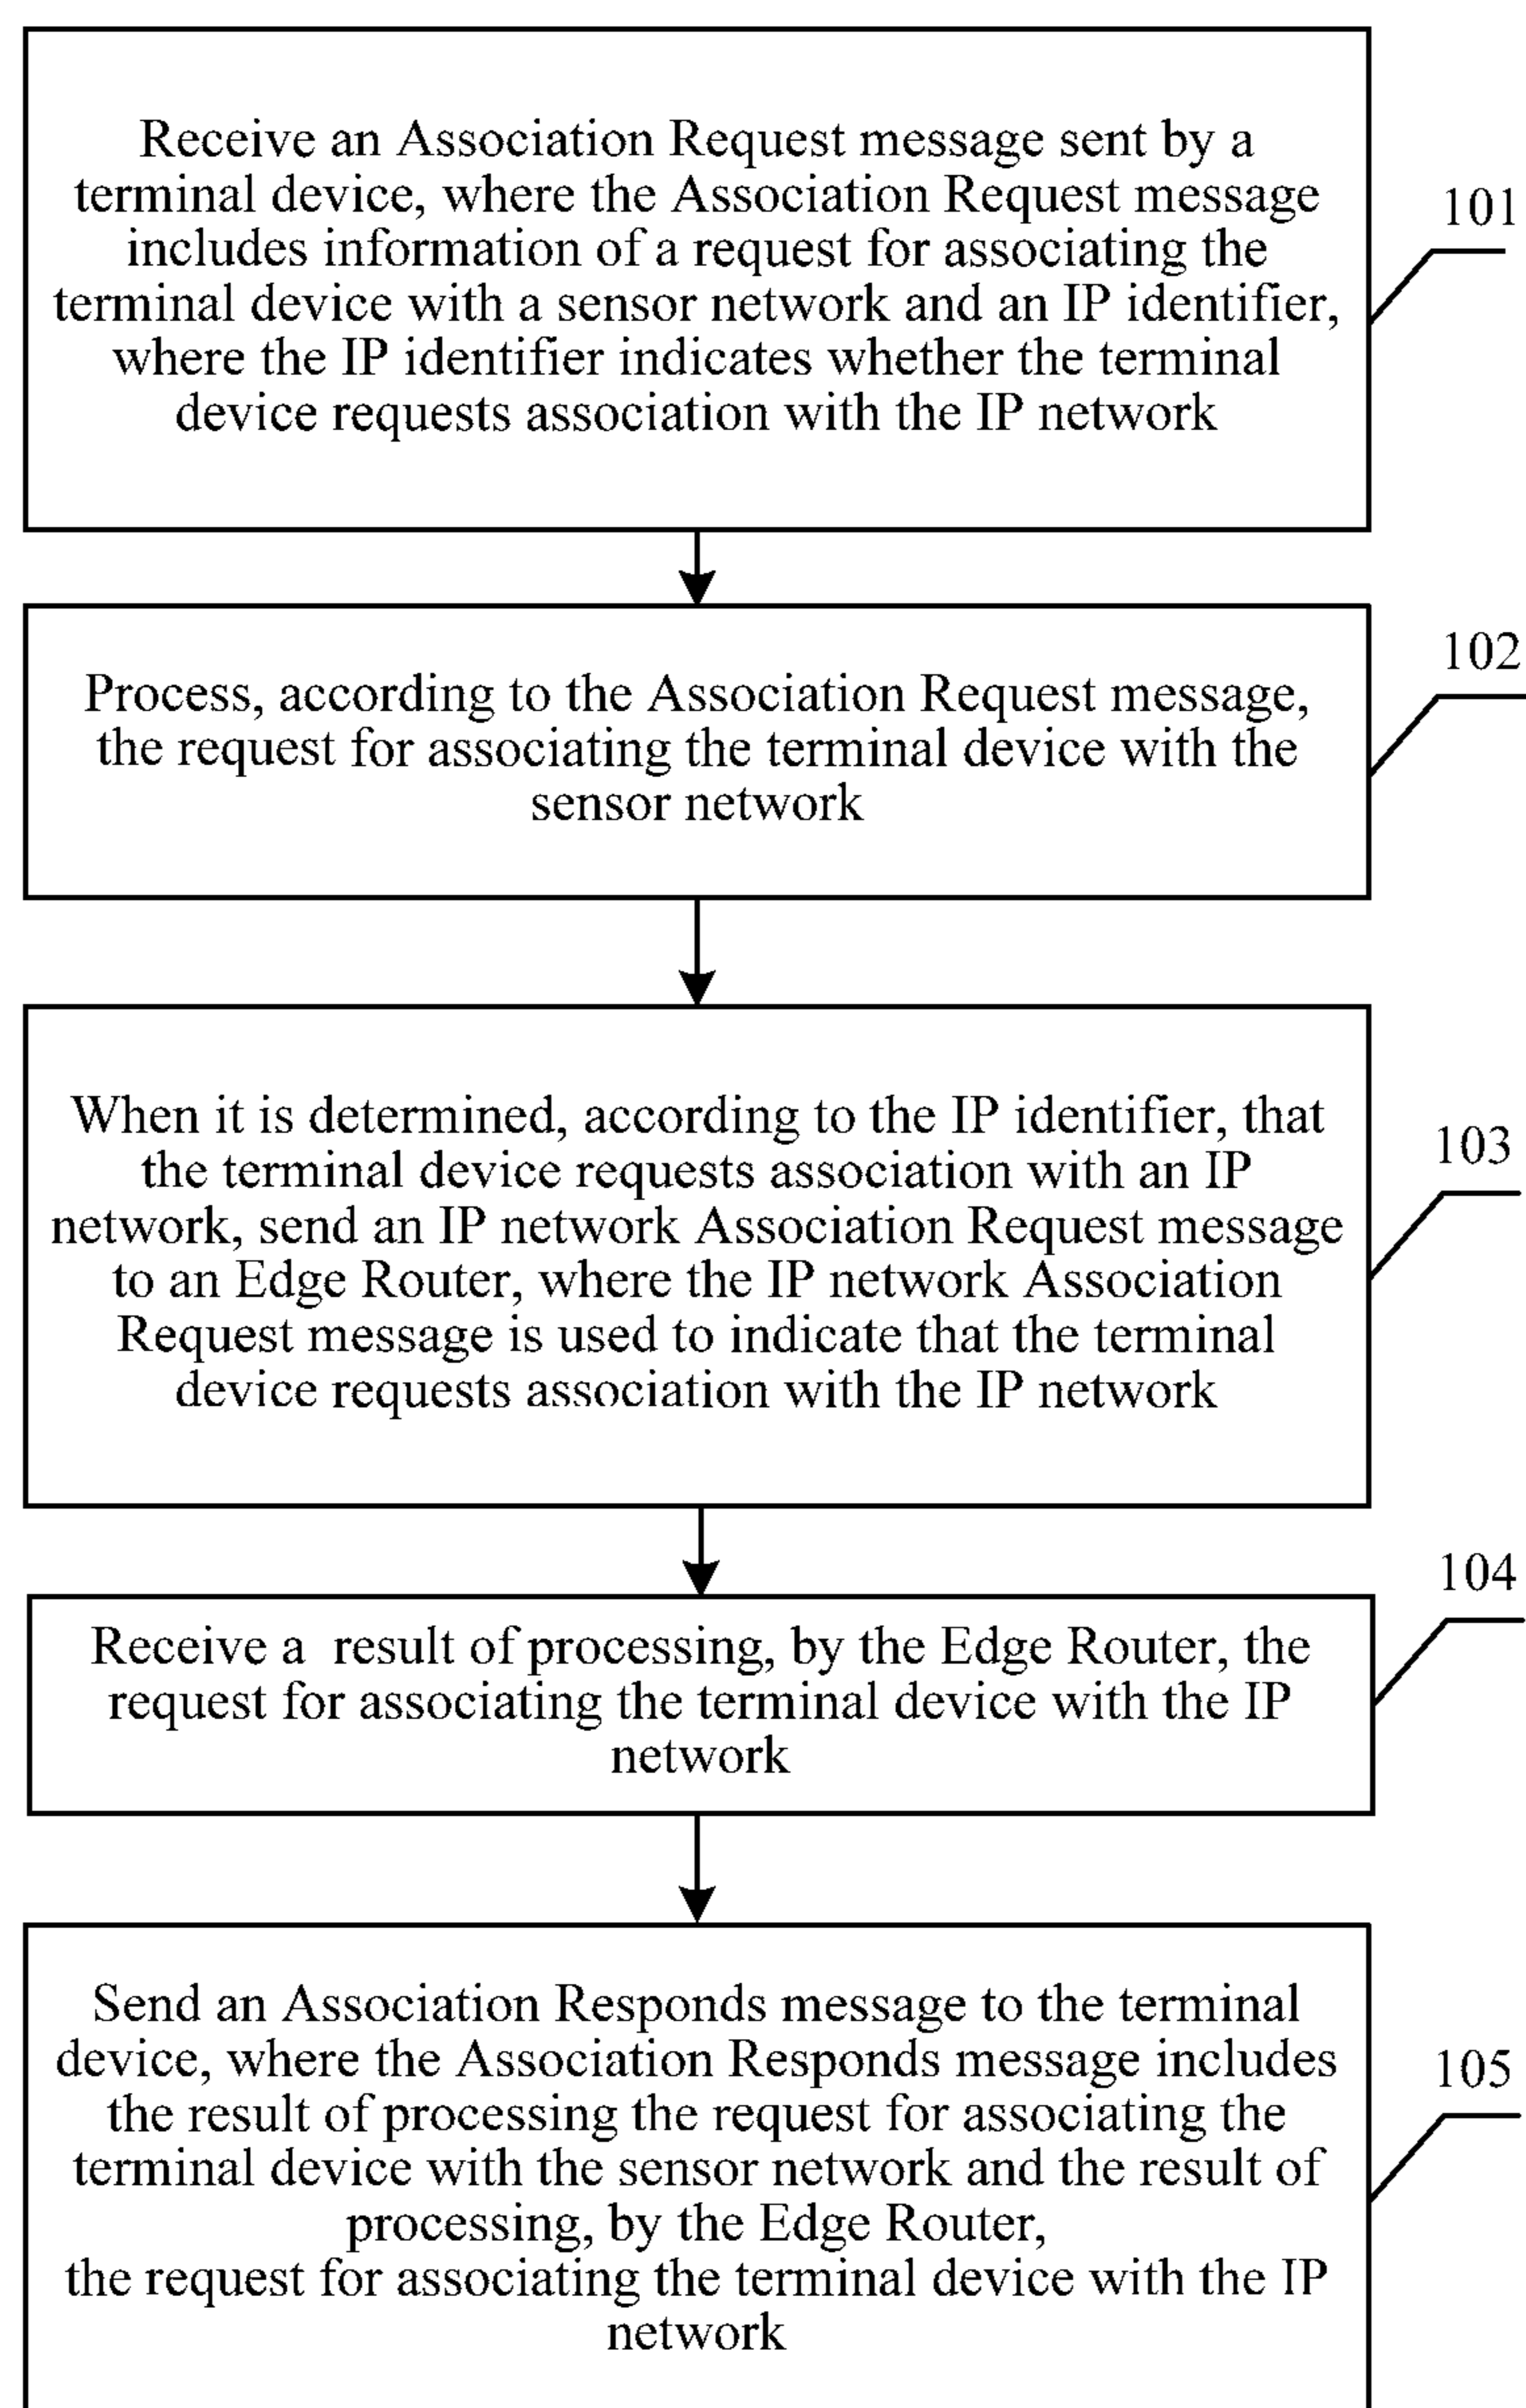 Receive an Association Request message sent by a
terminal device, where the Association Request message
includes information of a request for associating the
terminal device with a sensor network and an IP identifier,
where the IP identifier indicates whether the terminal
device requests association with the IP network
101
Process, according to the Association Request message,
the request for associating the terminal device with the
sensor network
102
When it is determined, according to the IP identifier, that
the terminal device requests association with an IP
network, send an IP network Association Request message
to an Edge Router, where the IP network Association
Request message is used to indicate that the terminal
device requests association with the IP network
103
Receive a result of processing, by the Edge Router, the
request for associating the terminal device with the IP
network
104
Send an Association Responds message to the terminal
device, where the Association Responds message includes
the result of processing the request for associating the
terminal device with the sensor network and the result of
processing, by the Edge Router,
the request for associating the terminal device with the IP
network
105